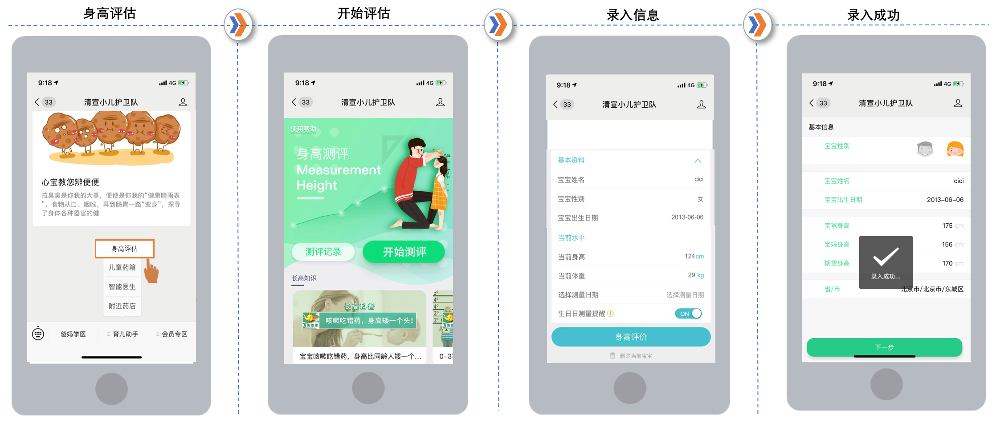 身高评估
开始评估
录入信息
录入成功
9:18
4G
33
清宣小儿护卫队
心宝教您辨便便
拉臭臭是你我的大事，便便是你我的“健康晴雨表
”，食物从口、咽喉，再到肠胃一路“变身”，探寻
了身体各种器官的健
身高评估
儿童药箱
智能医生
附近药店
爸妈学医
育儿助手
会员专区
9:18
4G
33
清宣小儿护卫队
使用帮助
身高测评
Measurement
Height
测评记录
开始测评
长高知识
长高科普
身高管家
咳嗽吃错药，身高矮一个头！
宝宝咳嗽吃错药，身高比同龄人矮一个...
0-3
9:18
4G
33
清宣小儿护卫队
基本资料
宝宝姓名 cici
宝宝性别 女
宝宝出生日期 2013-06-06
当前水平
当前身高 124cm
当前体重 29 kg
选择测量日期 选择测量日期
生日日测量提醒 ! ON
身高评价
删除当前宝宝
9:18
4G
33
清宣小儿护卫队
基本信息
宝宝性别
宝宝姓名 cici
宝宝出生日期 2013-06-06
宝爸身高 175 cm
宝妈身高 156 cm
期望身高 170 cm
录入成功...
省/市 北京市/北京市/东城区
下一步